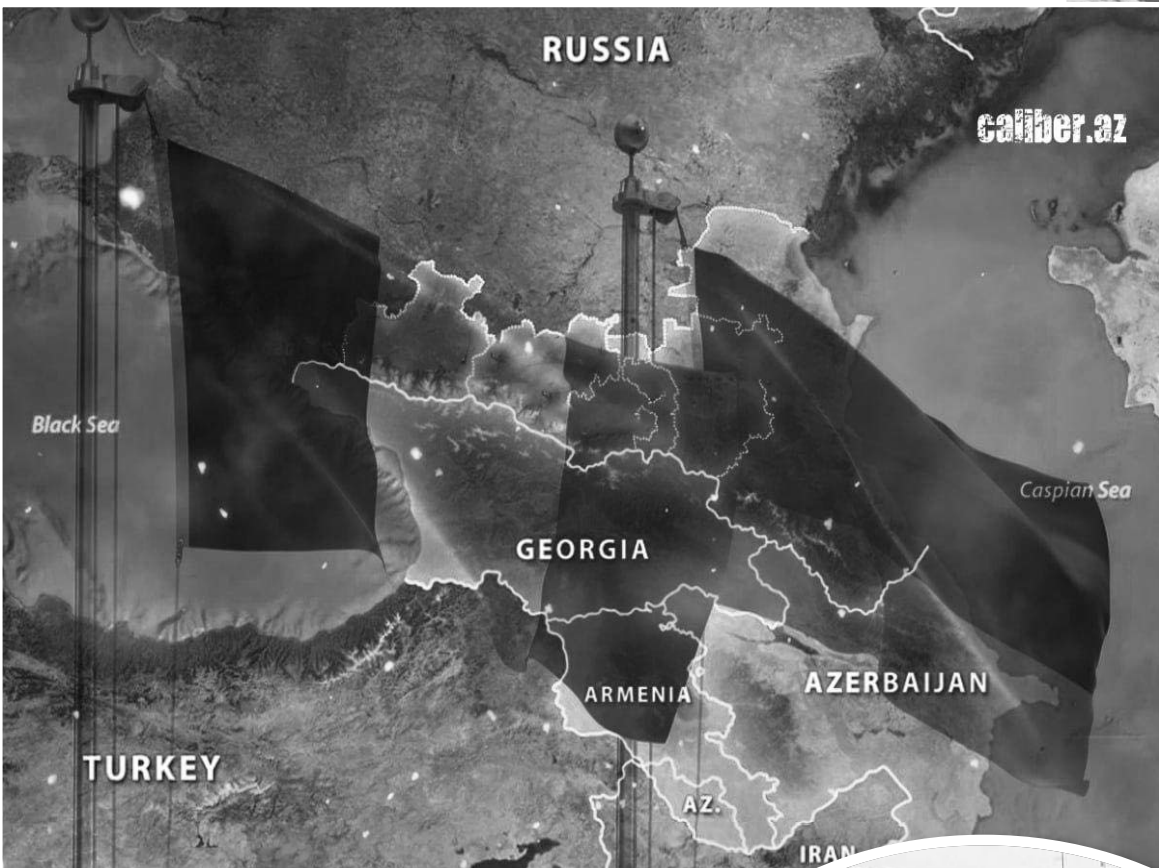 RUSSIA
caliber.az
Black Sea
Caspian Sea
GEORGIA
ARMENIA
AZERBAIJAN
TURKEY
AZ.
IRAN